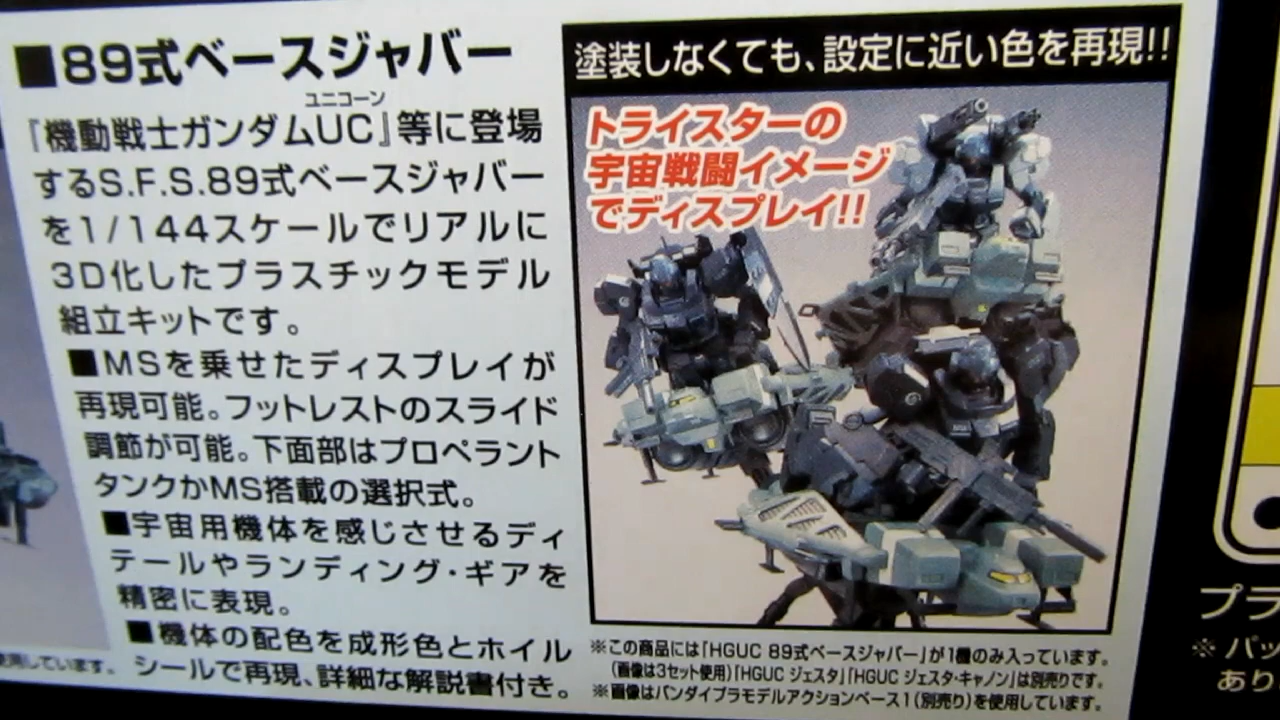 ■89式ベースジャバー
ユニコーン
『機動戦士ガンダムUC』等に登場
するS.F.S.89式ベースジャバー
を1/144スケールでリアルに
3D化したプラスチックモデル
組立キットです。
■MSを乗せたディスプレイが
再現可能。フットレストのスライド
調節が可能。下面部はプロペラント
タンクかMS搭載の選択式。
■宇宙用機体を感じさせるディ
テールやランディング・ギアを
精密に表現。
■機体の配色を成形色とホイル
シールで再現、詳細な解説書付き。
使用しています。
塗装しなくても、設定に近い色を再現!!
トライスターの
宇宙戦闘イメージ
でディスプレイ!!
※この商品には「HGUC 89式ベースジャバー」が1機のみ入っています。
(画像は3セット使用)「HGUC ジェスタ」「HGUC ジェスタ・キャノン」は別売りです。
※画像はバンダイプラモデルアクションベース1(別売り)を使用しています。
プラ
※ パッ
あり